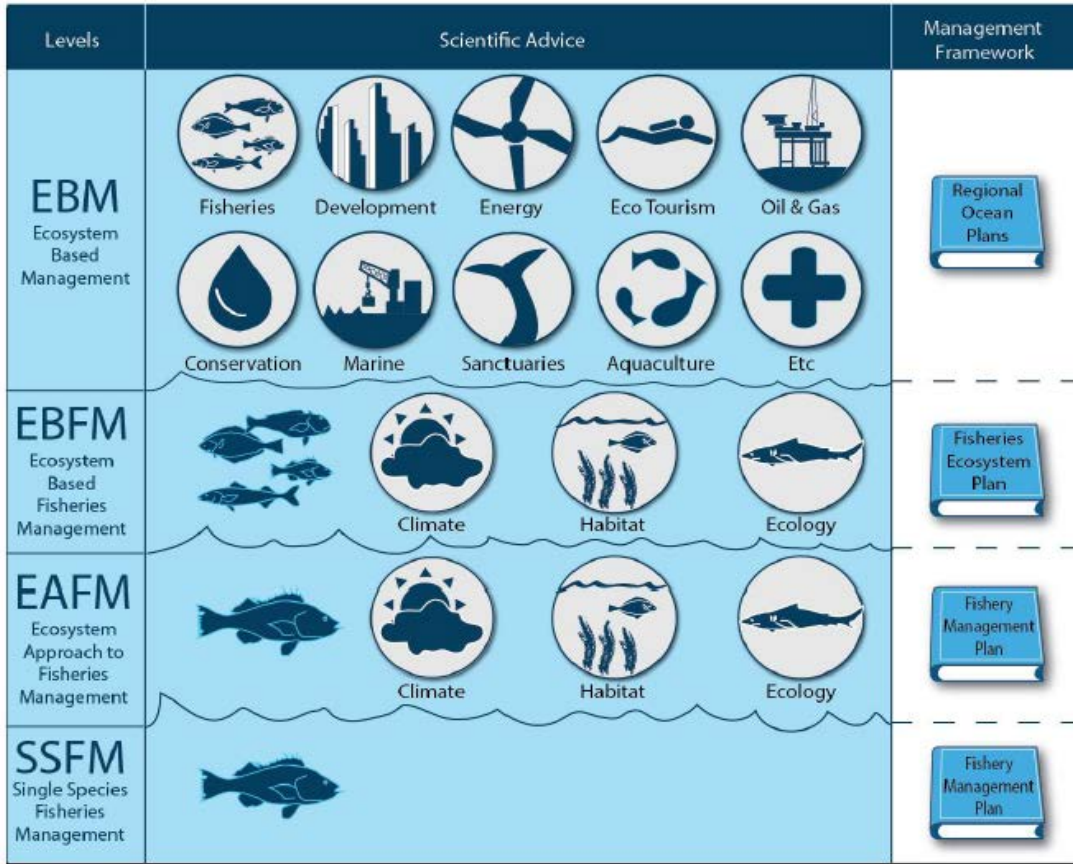 Levels
Scientific Advice
Management
Framework
EBM
Ecosystem
Based
Management
Fisheries
Development
Energy
Eco Tourism
Oil & Gas
Conservation
Marine
Sanctuaries
Aquaculture
Etc
Regional
Ocean
Plans
EBFM
Ecosystem
Based
Fisheries
Management
Climate
Habitat
Ecology
Fisheries
Ecosystem
Plan
EAFM
Ecosystem
Approach to
Fisheries
Management
Climate
Habitat
Ecology
Fishery
Management
Plan
SSFM
Single Species
Fisheries
Management
Fishery
Management
Plan